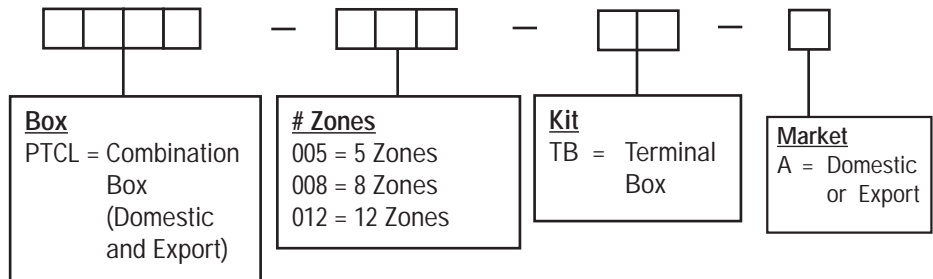 Box
PTCL = Combination
Box
(Domestic
and Export)
# Zones
005 = 5 Zones
008 = 8 Zones
012 = 12 Zones
Kit
TB = Terminal
Box
Market
A = Domestic
or Export